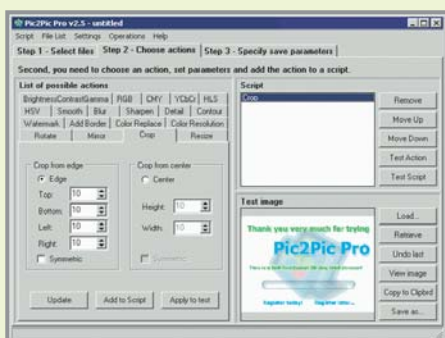 Pic2Pic Pro v2.5 - untitled
Script File List Settings Operations Help
Step 1 - Select files Step 2 - Choose actions Step 3 - Specify save parameters
Second, you need to choose an action, set parameters and add the action to a script.
List of possible actions
BrightnessContrastGamma RGB CMY YCbCr HLS
HSV Smooth Blur Sharpen Detail Contour
Watermark Add Border Color Replace Color Resolution
Rotate Mirror Crop Resize
Crop from edge
Edge
Top: 10
Bottom: 10
Left: 10
Right: 10
Symmetric
Crop from center
Center
Height: 10
Width: 10
Symmetric
Update Add to Script Apply to test
Script
Crop
Remove
Move Up
Move Down
Test Action
Test Script
Test image
Thank you very much for trying
Pic2Pic Pro
Register today!
Load...
Retrieve
Undo last
View image
Copy to Clipbrd
Save as...